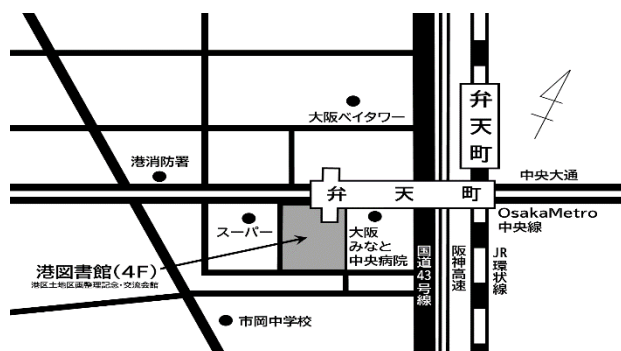 大阪ベイタワー
弁天町
港消防署
中央大通
弁天町
OsakaMetro
中央線
スーパー
大阪
みなと
中央病院
国道43号線
阪神高速
JR環状線
港図書館(4F)
港区土地区画整理記念・交流会館
市岡中学校